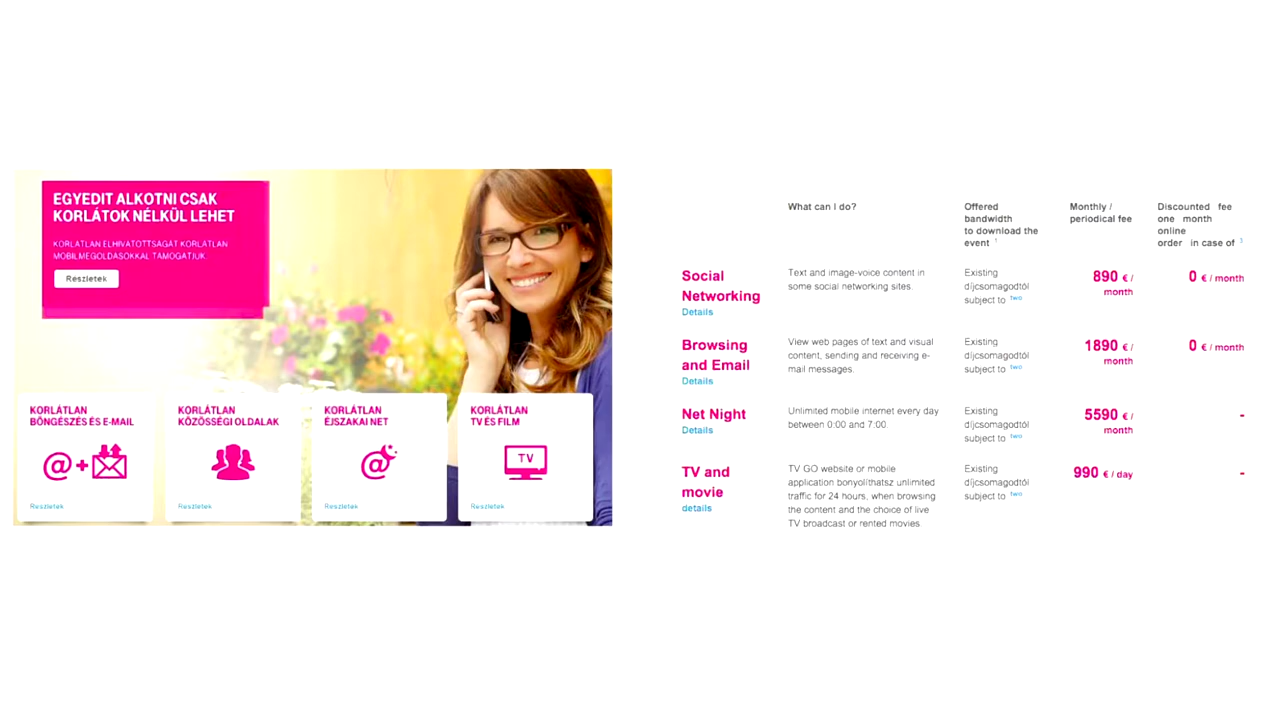 EGYEDIT ALKOTNI CSAK
KORLÁTOK NÉLKÜL LEHET
KORLÁTLAN ELHIVATOTTSÁGÁT KORLÁTLAN
MOBILMEGOLDÁSOKKAL TÁMOGATJUK.
Részletek
KORLÁTLAN
BÖNGÉSZÉS ÉS E-MAIL
@+
Részletek
KORLÁTLAN
KÖZÖSSÉGI OLDALAK
Részletek
KORLÁTLAN
ÉJSZAKAI NET
@
Részletek
KORLÁTLAN
TV ÉS FILM
TV
Részletek
What can I do?
Offered
bandwidth
to download the
event 1
Monthly /
periodical fee
Discounted fee
one month
online
order in case of 3
Social
Networking
Details
Text and image-voice content in
some social networking sites.
Existing
díjcsomagodtól
subject to two
890 € /
month
0 € / month
Browsing
and Email
Details
View web pages of text and visual
content, sending and receiving e-
mail messages.
Existing
díjcsomagodtól
subject to two
1890 € /
month
0 € / month
Net Night
Details
Unlimited mobile internet every day
between 0:00 and 7:00.
Existing
díjcsomagodtól
subject to two
5590 € /
month
-
TV and
movie
details
TV GO website or mobile
application bonyolíthatsz unlimited
traffic for 24 hours, when browsing
the content and the choice of live
TV broadcast or rented movies
Existing
díjcsomagodtól
subject to two
990 € / day
-